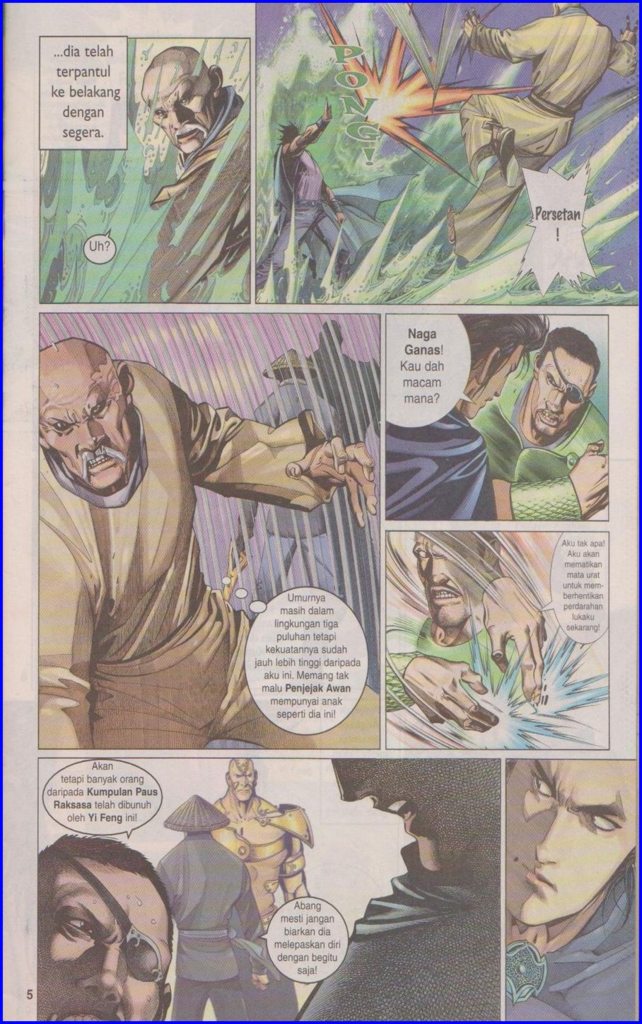 ...dia telah
terpantul
ke belakang
dengan
segera.
Uh?
PONG!
Persetan
!
Umurnya
masih dalam
lingkungan tiga
puluhan tetapi
kekuatannya sudah
jauh lebih tinggi daripada
aku ini. Memang tak
malu Penjejak Awan
mempunyai anak
seperti dia ini!
Naga
Ganas!
Kau dah
macam
mana?
Aku tak apa!
Aku akan
mematikan
mata urat
untuk mem-
berhentikan
perdarahan
lukaku
sekarang!
Akan
tetapi banyak orang
daripada Kumpulan Paus
Raksasa telah dibunuh
oleh Yi Feng ini!
Abang
mesti jangan
biarkan dia
melepaskan diri
dengan begitu
saja!
5